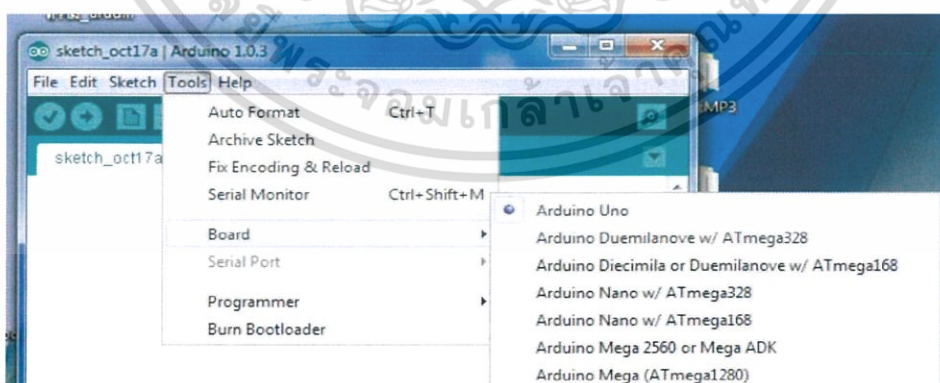 sketch_oct17a | Arduino 1.0.3
File Edit Sketch Tools Help
MP3
sketch_oct17a
Auto Format Ctrl+T
Archive Sketch
Fix Encoding & Reload
Serial Monitor Ctrl+Shift+M
Board
Serial Port
Programmer
Burn Bootloader
Arduino Uno
Arduino Duemilanove w/ ATmega328
Arduino Diecimila or Duemilanove w/ ATmega168
Arduino Nano w/ ATmega328
Arduino Nano w/ ATmega168
Arduino Mega 2560 or Mega ADK
Arduino Mega (ATmega1280)